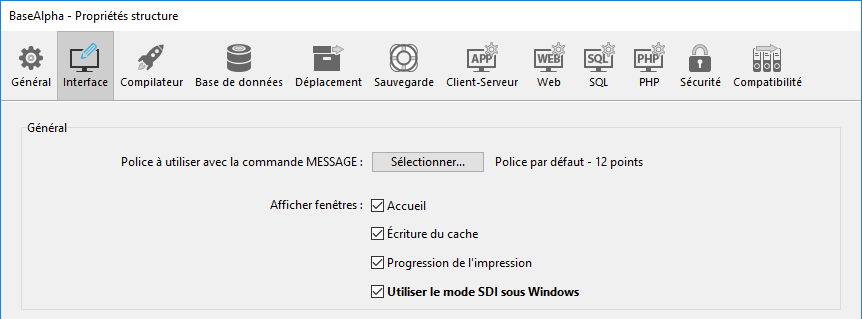 BaseAlpha - Propriétés structure
Général Interface Compilateur Base de données Déplacement Sauvegarde Client-Serveur Web SQL PHP Sécurité Compatibilité
APP WEB SQL PHP
Général
Police à utiliser avec la commande MESSAGE : Sélectionner... Police par défaut - 12 points
Afficher fenêtres : Accueil
Écriture du cache
Progression de l'impression
Utiliser le mode SDI sous Windows